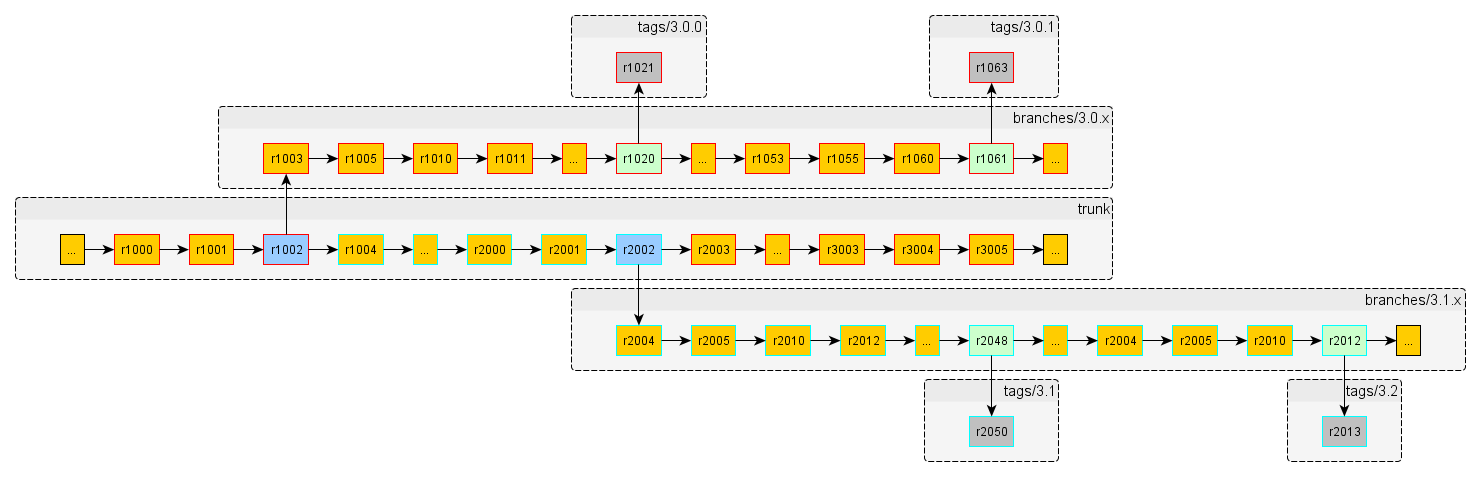 tags/3.0.0 tags/3.0.1
r1021 r1063
branches/3.0.x
r1003 r1005 r1010 r1011 ... r1020 ... r1053 r1055 r1060 r1061 ...
trunk
... r1000 r1001 r1002 r1004 ... r2000 r2001 r2002 r2003 ... r3003 r3004 r3005 ...
branches/3.1.x
r2004 r2005 r2010 r2012 ... r2048 ... r2004 r2005 r2010 r2012 ...
tags/3.1 tags/3.2
r2050 r2013